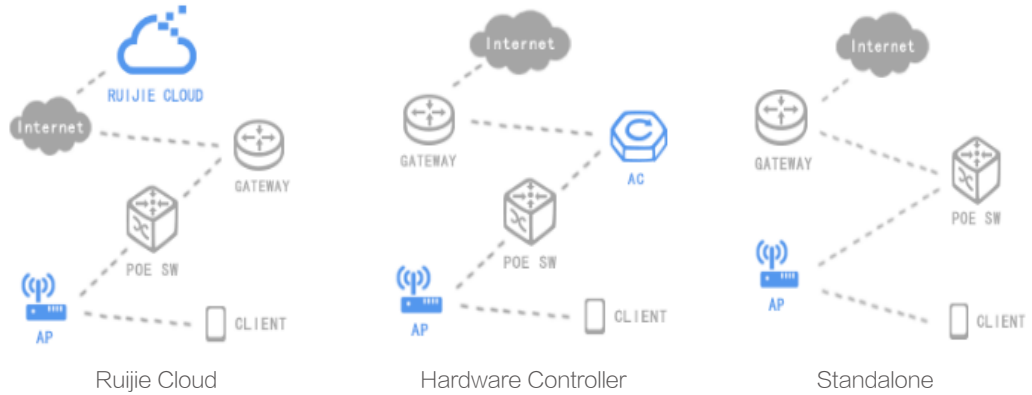 RUIJIE CLOUD
Internet
GATEWAY
POE SW
AP
CLIENT
Ruijie Cloud
Internet
GATEWAY
AC
POE SW
AP
CLIENT
Hardware Controller
Internet
GATEWAY
POE SW
AP
CLIENT
Standalone